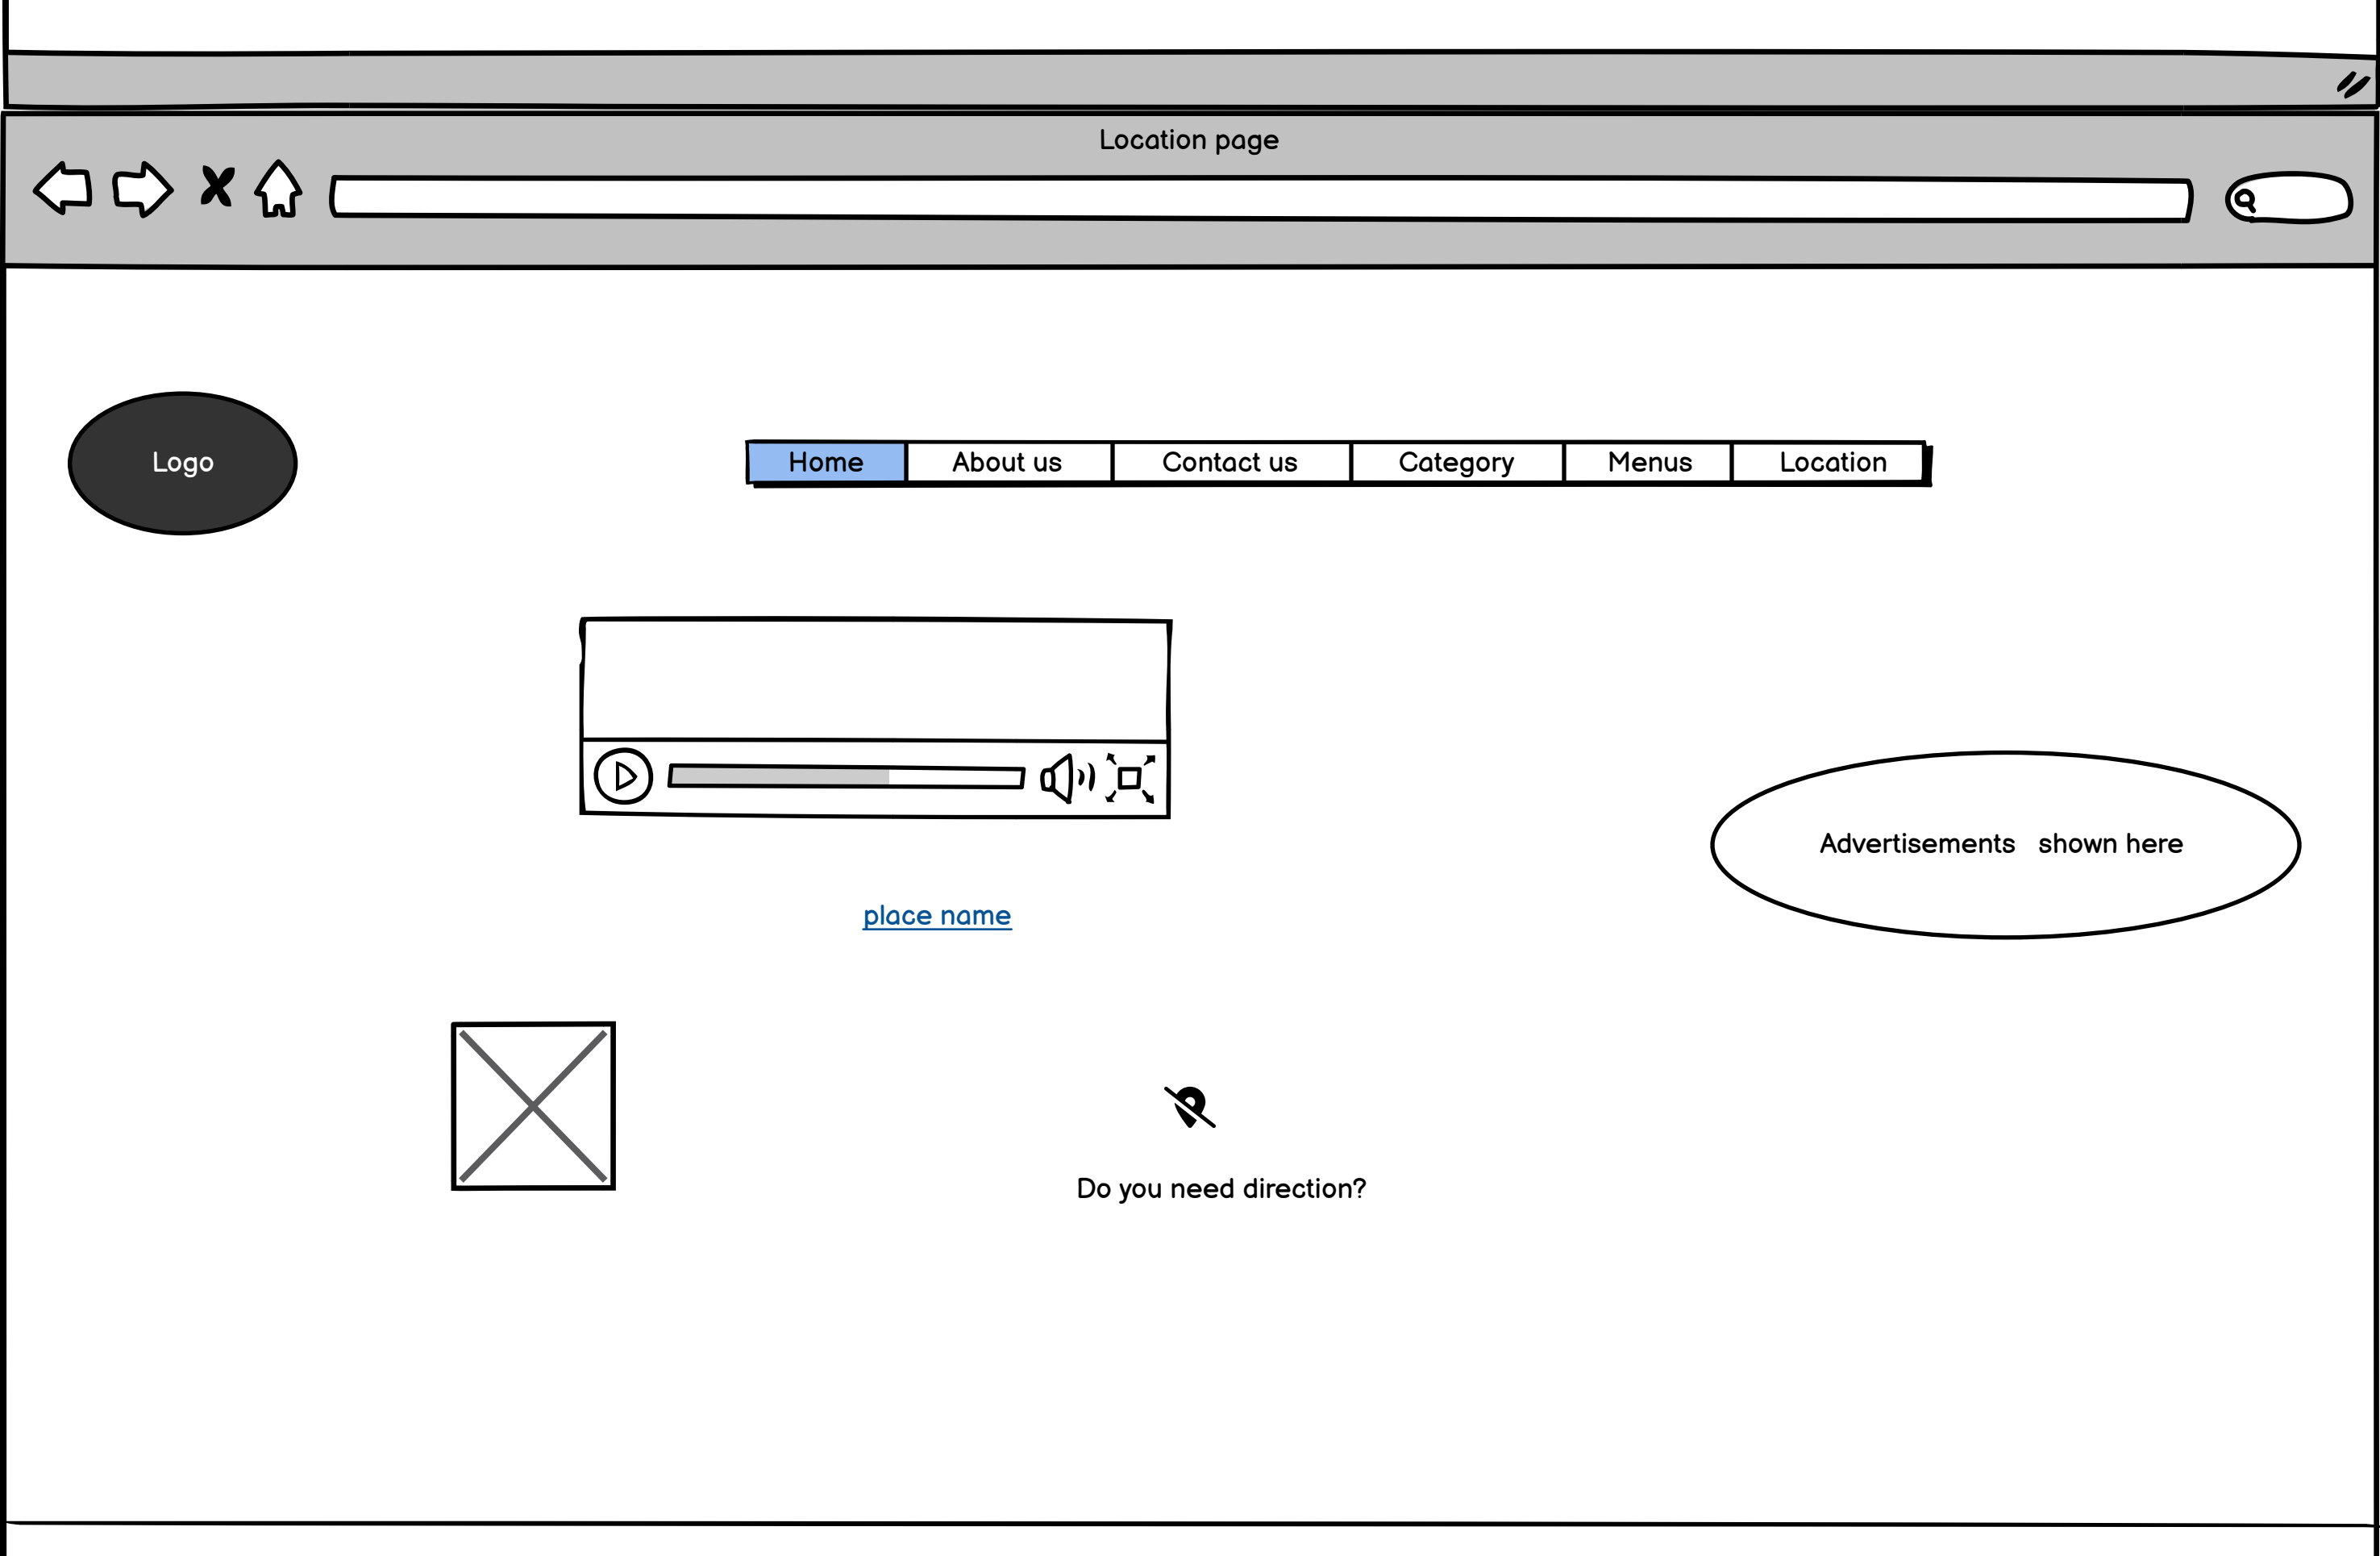 Location page
Logo
Home About us Contact us Category Menus Location
Advertisements shown here
place name
Do you need direction?